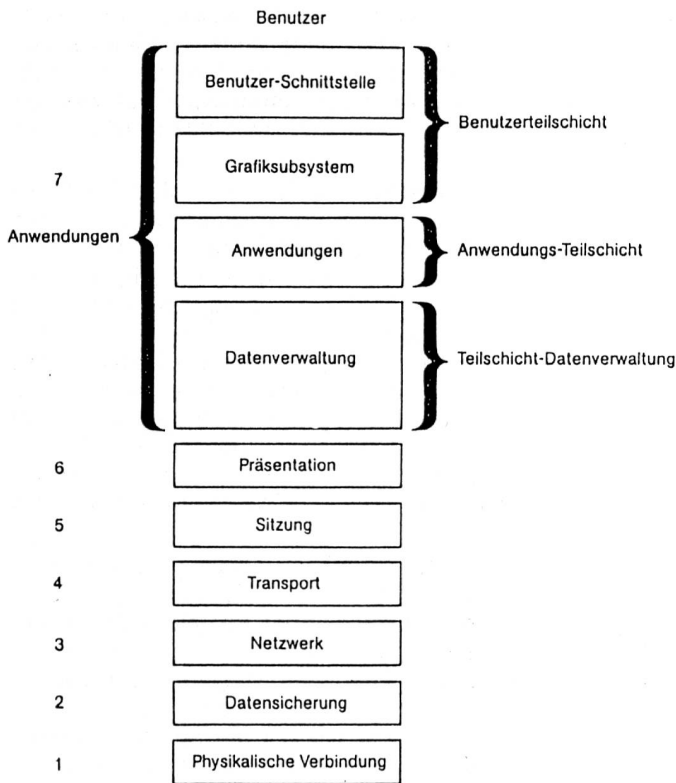 Benutzer
Benutzer-Schnittstelle
Benutzerteilschicht
Grafiksubsystem
7
Anwendungen
Anwendungen
Anwendungs-Teilschicht
Datenverwaltung
Teilschicht-Datenverwaltung
6
Präsentation
5
Sitzung
4
Transport
3
Netzwerk
2
Datensicherung
1
Physikalische Verbindung